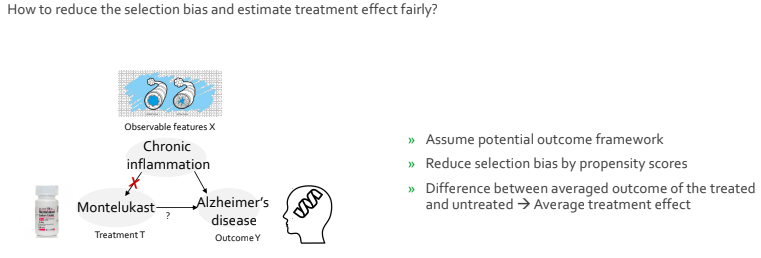 How to reduce the selection bias and estimate treatment effect fairly?
Observable features X
Chronic
inflammation
Montelukast
?
Alzheimer's
disease
Treatment T
Outcome Y
» Assume potential outcome framework
» Reduce selection bias by propensity scores
» Difference between averaged outcome of the treated
and untreated → Average treatment effect